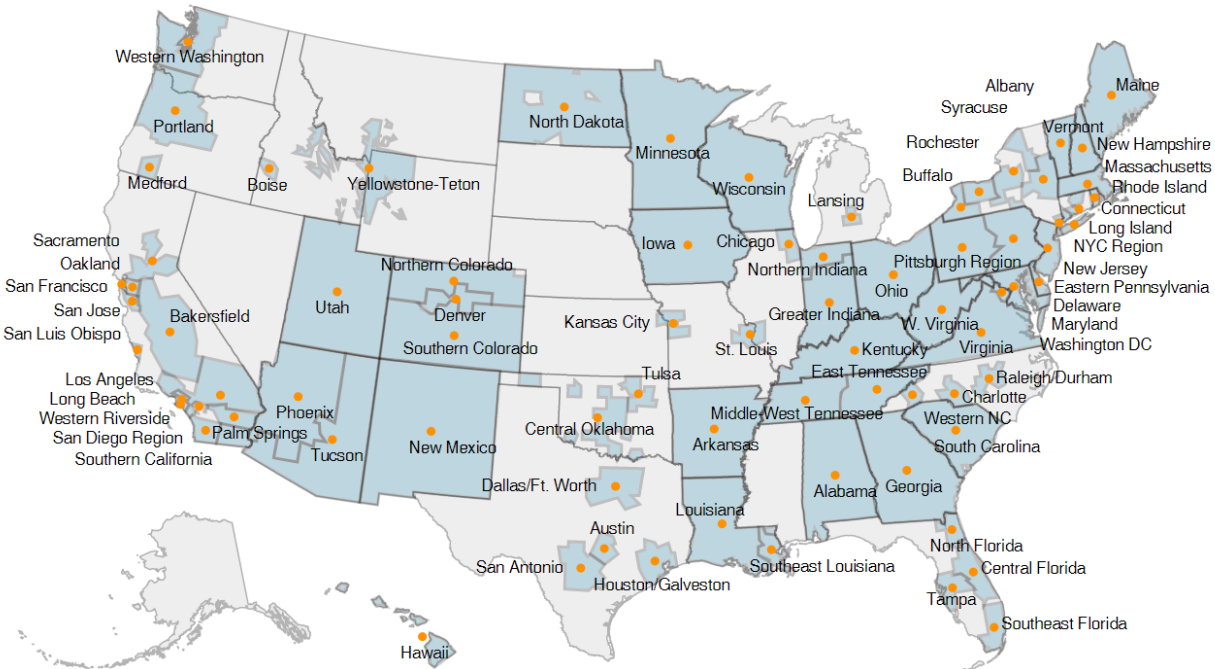 Albany
Maine
Western Washington
Syracuse
North Dakota
Portland
Vermont
Rochester
New Hampshire
Minnesota
Massachusetts
Buffalo
Medford
Boise
Yellowstone-Teton
Wisconsin
Rhode Island
Lansing
Connecticut
Long Island
Sacramento
Iowa
Chicago
NYC Region
Oakland
Northern Colorado
Northern Indiana
Pittsburgh Region
New Jersey
San Francisco
Utah
Ohio
Eastern Pennsylvania
San Jose
Bakersfield
Denver
Greater Indiana
Delaware
Kansas City
W. Virginia
Maryland
San Luis Obispo
Southern Colorado
St. Louis
Kentucky
Virginia
Washington DC
Los Angeles
Tulsa
East Tennessee
Raleigh/Durham
Long Beach
Phoenix
Middle-West Tennessee
Charlotte
Western Riverside
Western NC
San Diego Region
Palm Springs
Central Oklahoma
Southern California
Tucson
New Mexico
Arkansas
South Carolina
Dallas/Ft. Worth
Alabama
Georgia
Louisiana
Austin
North Florida
San Antonio
Southeast Louisiana
Central Florida
Houston/Galveston
Tampa
Southeast Florida
Hawaii